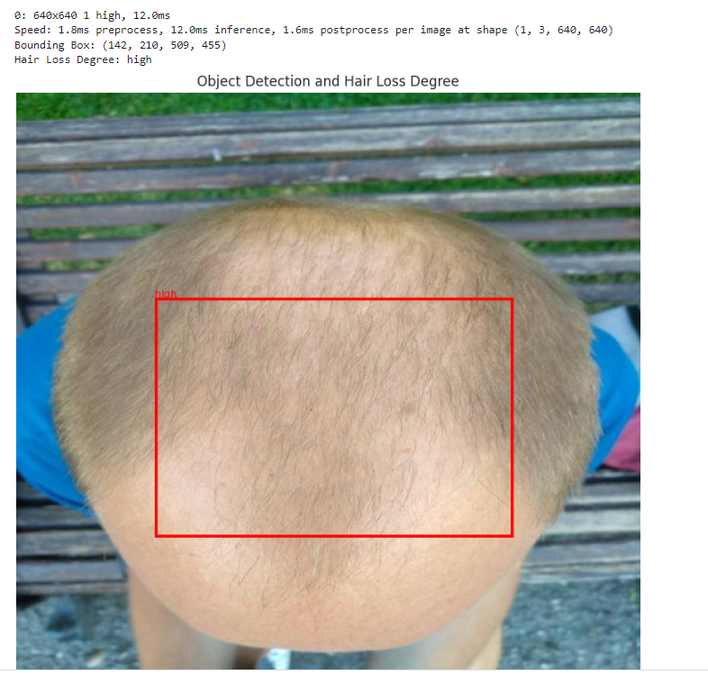 0: 640x640 1 high, 12.0ms
Speed: 1.8ms preprocess, 12.0ms inference, 1.6ms postprocess per image at shape (1, 3, 640, 640)
Bounding Box: (142, 210, 509, 455)
Hair Loss Degree: high
Object Detection and Hair Loss Degree
high